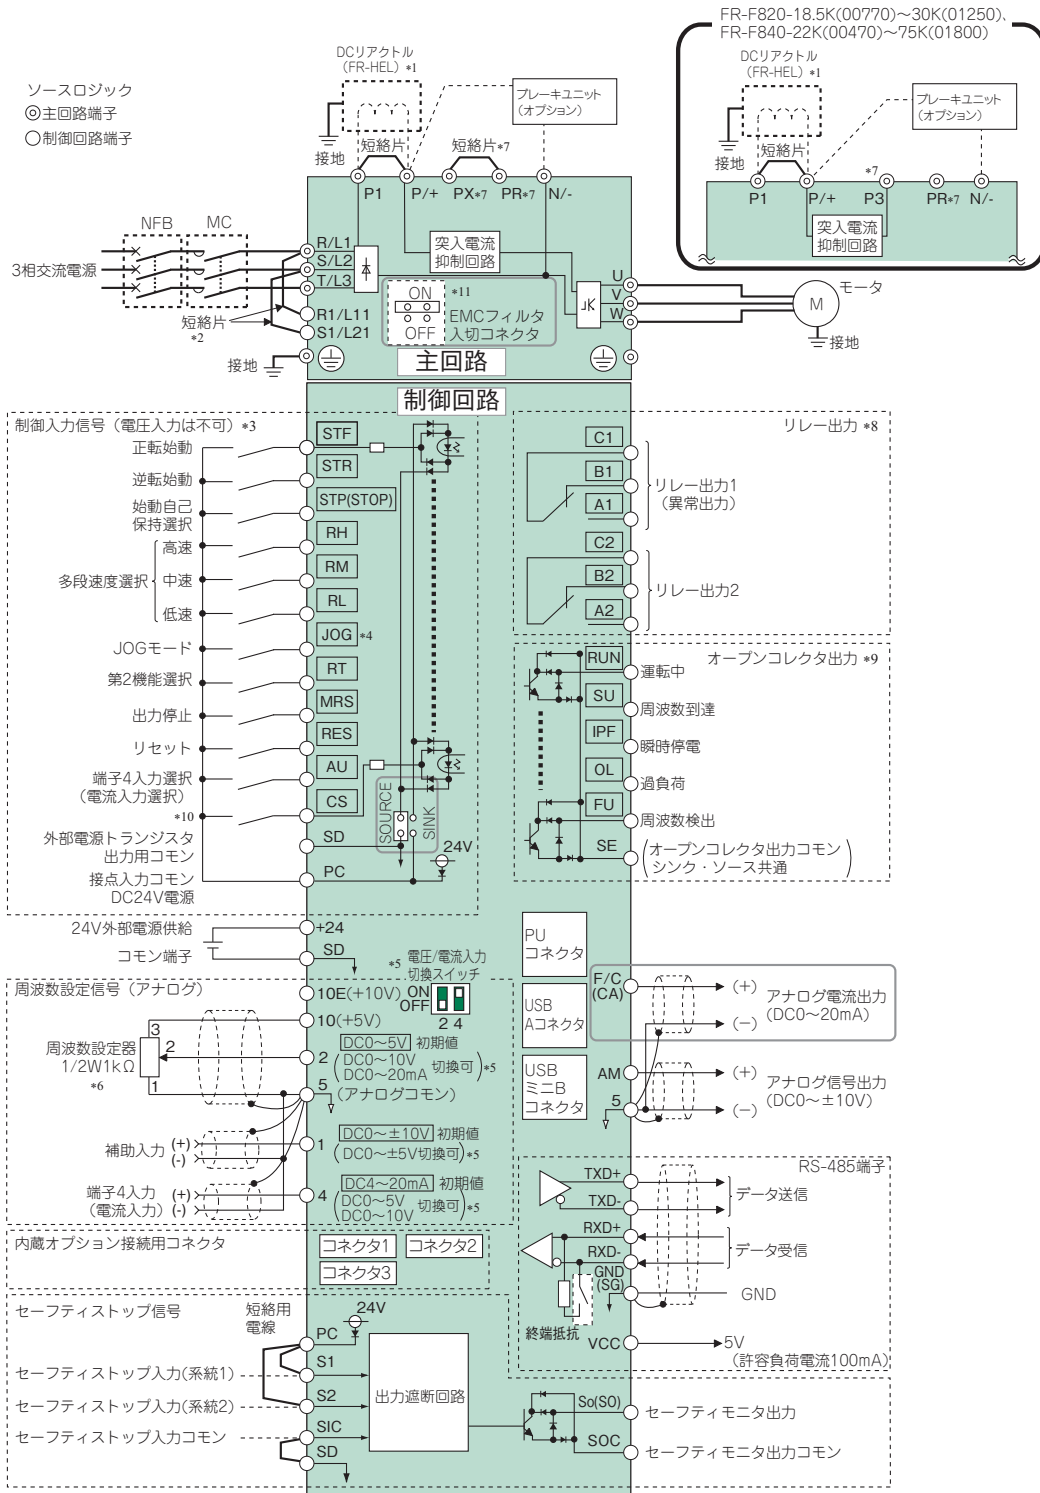 FR-F820-18.5K(00770)～30K(01250)、
FR-F840-22K(00470)～75K(01800)
DCリアクトル
(FR-HEL) *1
ブレーキユニット
(オプション)
接地
短絡片
*7
P1
P/+
P3
PR*7
N/-
突入電流
抑制回路
ソースロジック
◎主回路端子
○制御回路端子
DCリアクトル
(FR-HEL) *1
ブレーキユニット
(オプション)
接地
短絡片
短絡片*7
P1
P/+
PX*7
PR*7
N/-
NFB
MC
3相交流電源
R/L1
S/L2
T/L3
R1/L11
S1/L21
短絡片
*2
接地
突入電流
抑制回路
ON
OFF
*11
EMCフィルタ
入切コネクタ
U
V
W
M
モータ
接地
主回路
制御回路
制御入力信号（電圧入力は不可）*3
正転始動
STF
逆転始動
STR
始動自己
保持選択
STP(STOP)
多段速度選択
高速
RH
中速
RM
低速
RL
JOGモード
JOG *4
第2機能選択
RT
出力停止
MRS
リセット
RES
端子4入力選択
(電流入力選択)
AU
*10
CS
SOURCE
SINK
外部電源トランジスタ
出力用コモン
SD
24V
接点入力コモン
DC24V電源
PC
リレー出力 *8
C1
B1
A1
リレー出力1
(異常出力)
C2
B2
A2
リレー出力2
オープンコレクタ出力 *9
RUN
運転中
SU
周波数到達
IPF
瞬時停電
OL
過負荷
FU
周波数検出
SE
(オープンコレクタ出力コモン
シンク・ソース共通)
24V外部電源供給
+24
コモン端子
SD
周波数設定信号（アナログ）
*5 電圧/電流入力
切換スイッチ
10E(+10V)
ON
OFF
2 4
10(+5V)
周波数設定器
1/2W1kΩ
*6
3
2
1
2
DC0～5V 初期値
(DC0～10V
DC0～20mA 切換可)*5
5
(アナログコモン)
補助入力 (+)
(-)
1
DC0～±10V 初期値
(DC0～±5V切換可)*5
端子4入力 (+)
(電流入力) (-)
4
DC4～20mA 初期値
(DC0～5V
DC0～10V 切換可)*5
PU
コネクタ
USB
Aコネクタ
USB
ミニB
コネクタ
F/C
(CA)
(+)
(−)
アナログ電流出力
(DC0～20mA)
AM
5
(+)
(−)
アナログ信号出力
(DC0～±10V)
RS-485端子
TXD+
TXD-
データ送信
RXD+
RXD-
データ受信
GND
(SG)
GND
終端抵抗
VCC
5V
(許容負荷電流100mA)
内蔵オプション接続用コネクタ
コネクタ1
コネクタ2
コネクタ3
セーフティストップ信号
短絡用
電線
24V
PC
セーフティストップ入力(系統1)
S1
セーフティストップ入力(系統2)
S2
セーフティストップ入力コモン
SIC
SD
出力遮断回路
So(SO)
セーフティモニタ出力
SOC
セーフティモニタ出力コモン